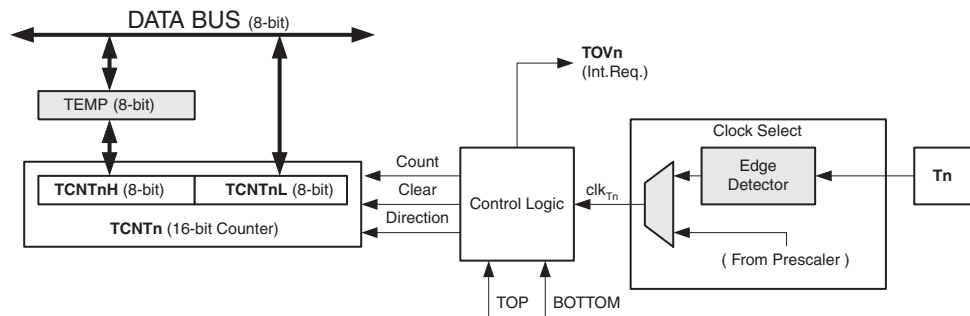 DATA BUS (8-bit)
TOVn
(Int.Req.)
TEMP (8-bit)
Clock Select
Count
Edge
Detector
Tn
TCNTnH (8-bit) TCNTnL (8-bit)
Clear
Control Logic
clkTn
TCNTn (16-bit Counter)
Direction
( From Prescaler )
TOP
BOTTOM